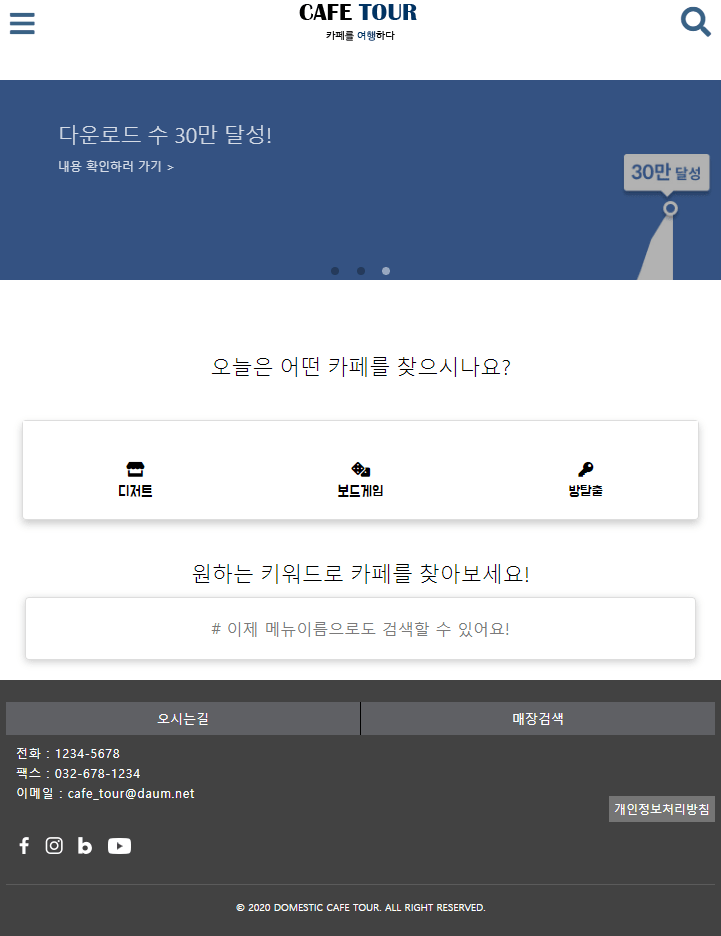 CAFE TOUR
카페를 여행하다
다운로드 수 30만 달성!
내용 확인하러 가기 >
30만 달성
오늘은 어떤 카페를 찾으시나요?
디저트 보드게임 방탈출
원하는 키워드로 카페를 찾아보세요!
# 이제 메뉴이름으로도 검색할 수 있어요!
오시는길 매장검색
전화 : 1234-5678
팩스 : 032-678-1234
이메일 : cafe_tour@daum.net
개인정보처리방침
© 2020 DOMESTIC CAFE TOUR. ALL RIGHT RESERVED.